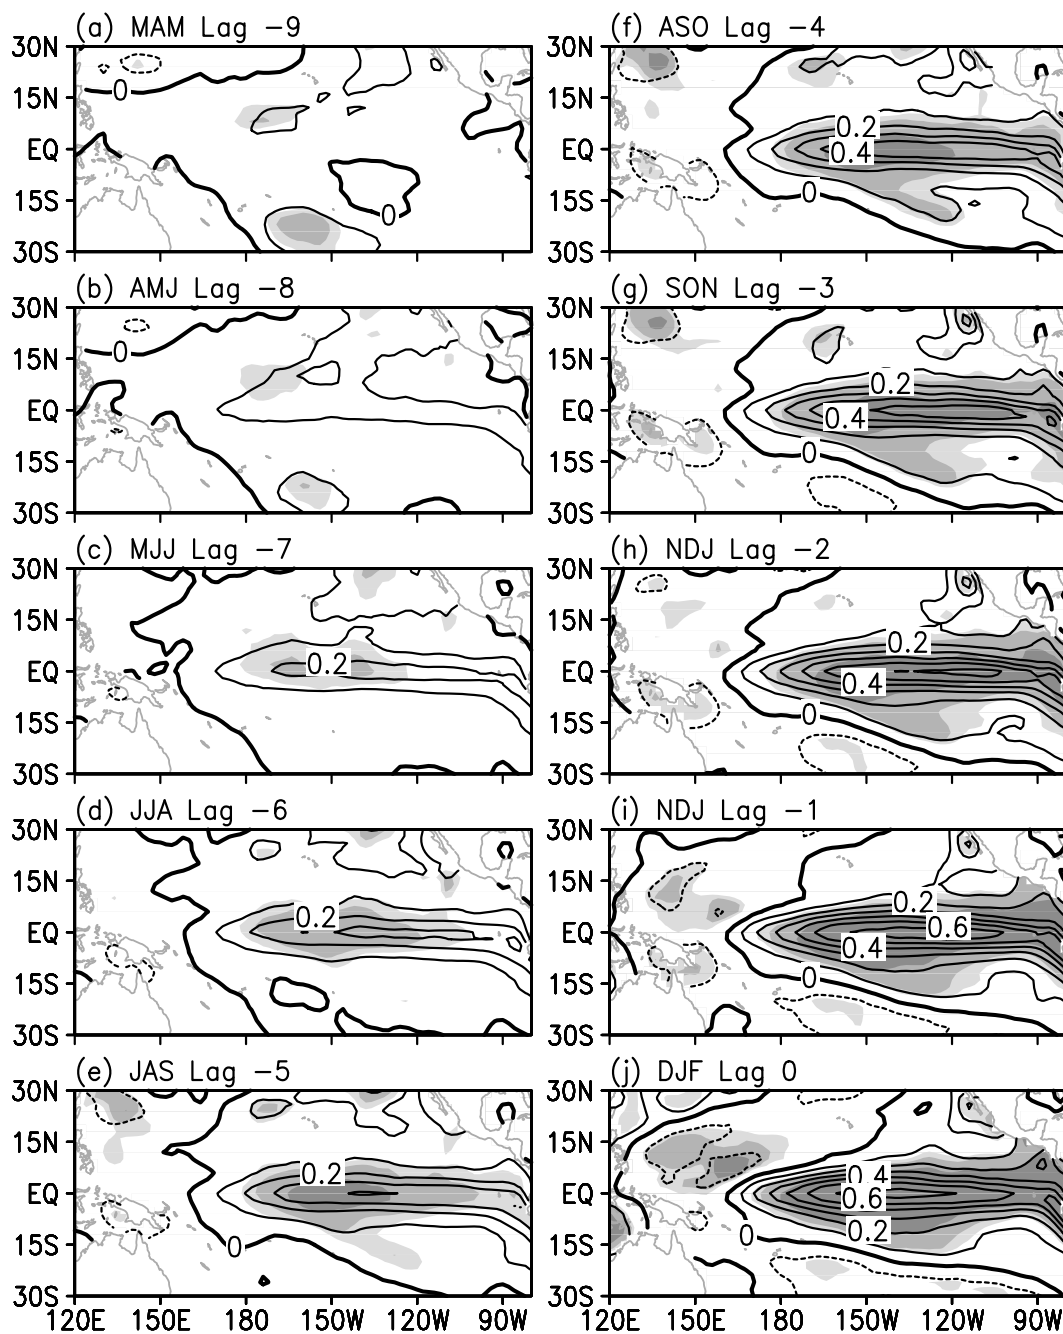 (a) MAM Lag −9
30N
15N
EQ
15S
30S
0
0
(b) AMJ Lag −8
30N
15N
EQ
15S
30S
0
(c) MJJ Lag −7
30N
15N
EQ
15S
30S
0.2
(d) JJA Lag −6
30N
15N
EQ
15S
30S
0.2
(e) JAS Lag −5
30N
15N
EQ
15S
30S
0.2
0
120E 150E 180 150W 120W 90W
(f) ASO Lag −4
30N
15N
EQ
15S
30S
0.2
0.4
0
(g) SON Lag −3
30N
15N
EQ
15S
30S
0.2
0.4
0
(h) NDJ Lag −2
30N
15N
EQ
15S
30S
0.2
0.4
0
(i) NDJ Lag −1
30N
15N
EQ
15S
30S
0.2
0.6
0.4
0
(j) DJF Lag 0
30N
15N
EQ
15S
30S
0.4
0.6
0.2
0
120E 150E 180 150W 120W 90W